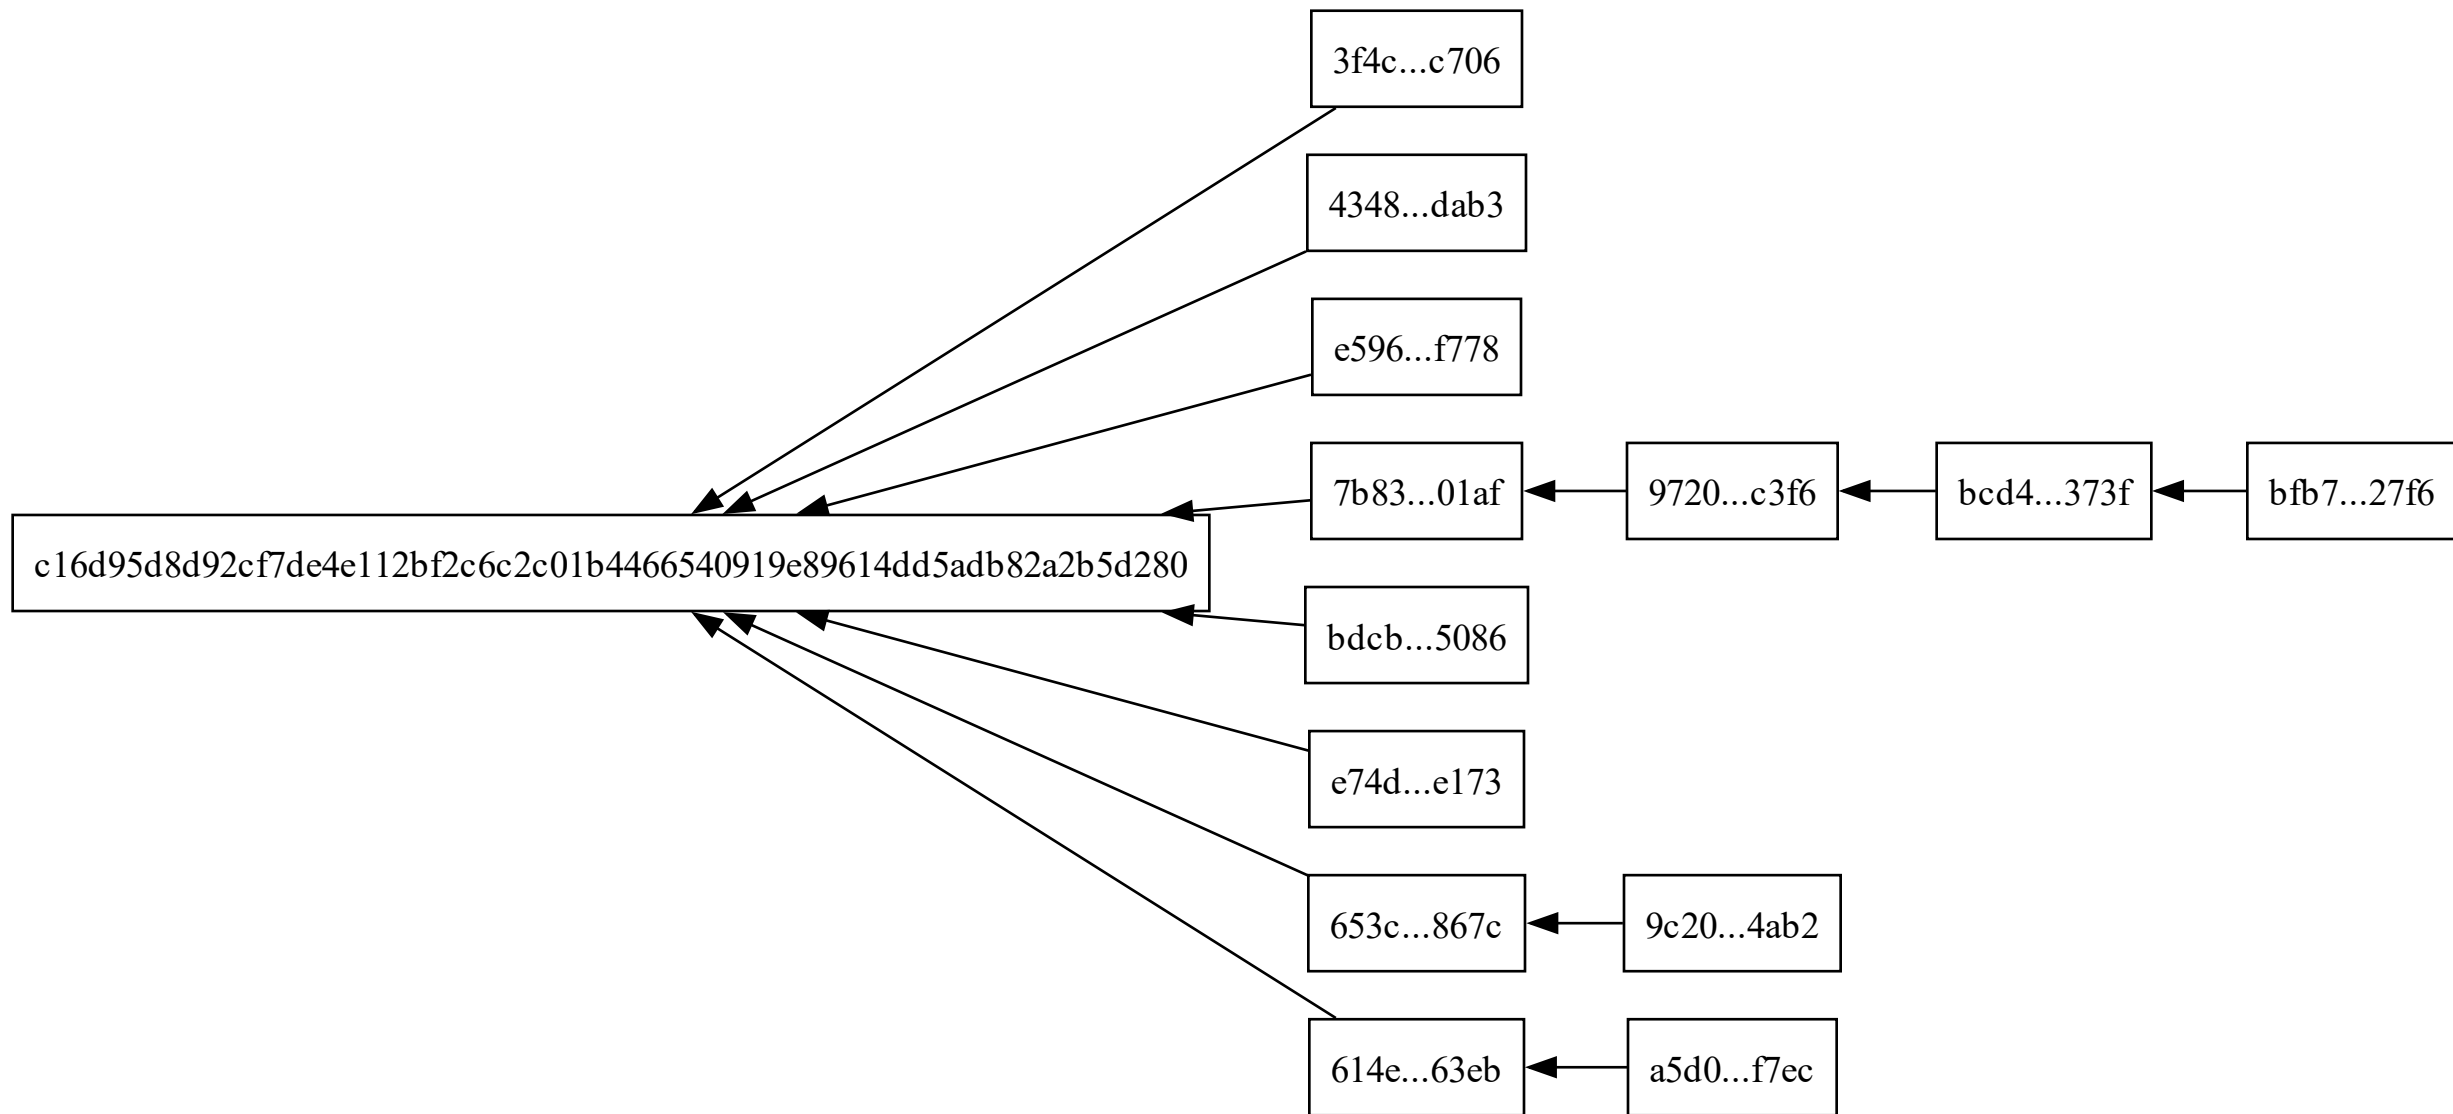 3f4c...c706
4348...dab3
e596...f778
7b83...01af
9720...c3f6
bcd4...373f
bfb7...27f6
c16d95d8d92cf7de4e112bf2c6c2c01b4466540919e89614dd5adb82a2b5d280
bdcb...5086
e74d...e173
653c...867c
9c20...4ab2
614e...63eb
a5d0...f7ec